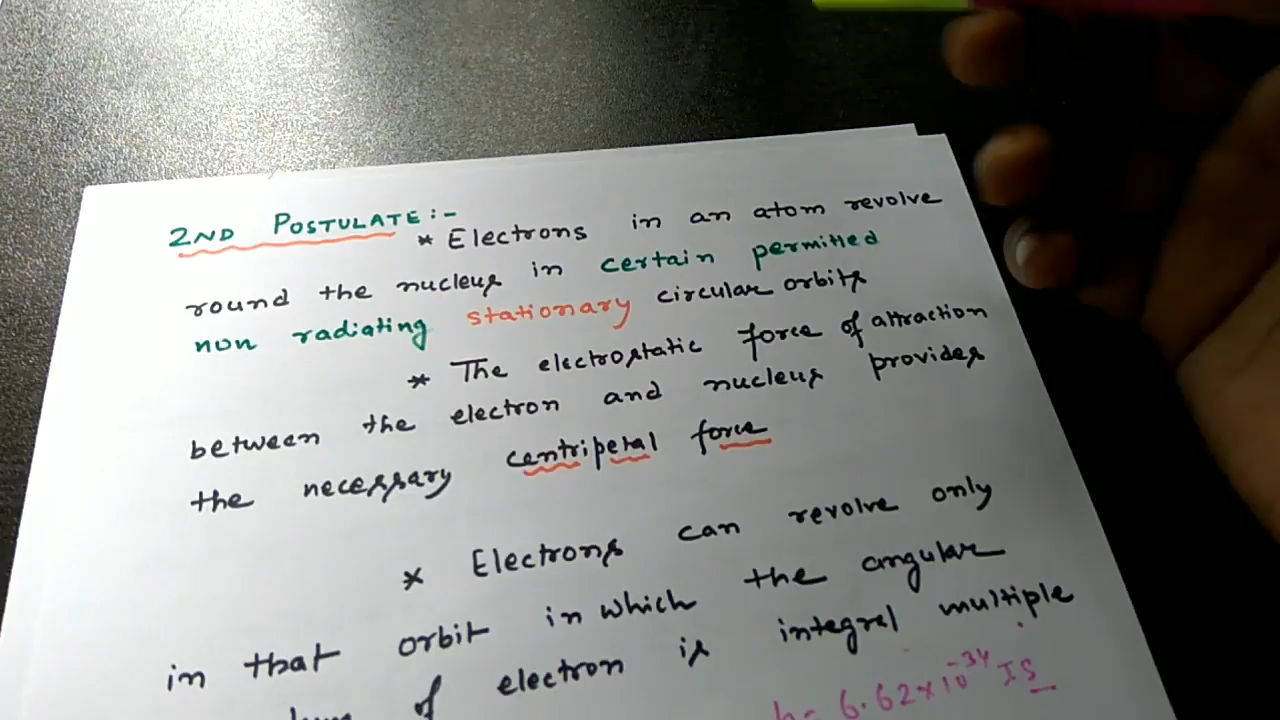 2ND POSTULATE:-
* Electrons in an atom revolve
round the nucleus in certain permitted
non radiating stationary circular orbits
* The electrostatic force of attraction
between the electron and nucleus provides
the necessary centripetal force
* Electrons can revolve only
in that orbit in which the angular
of electron is integral multiple
6.62×10^-34 JS